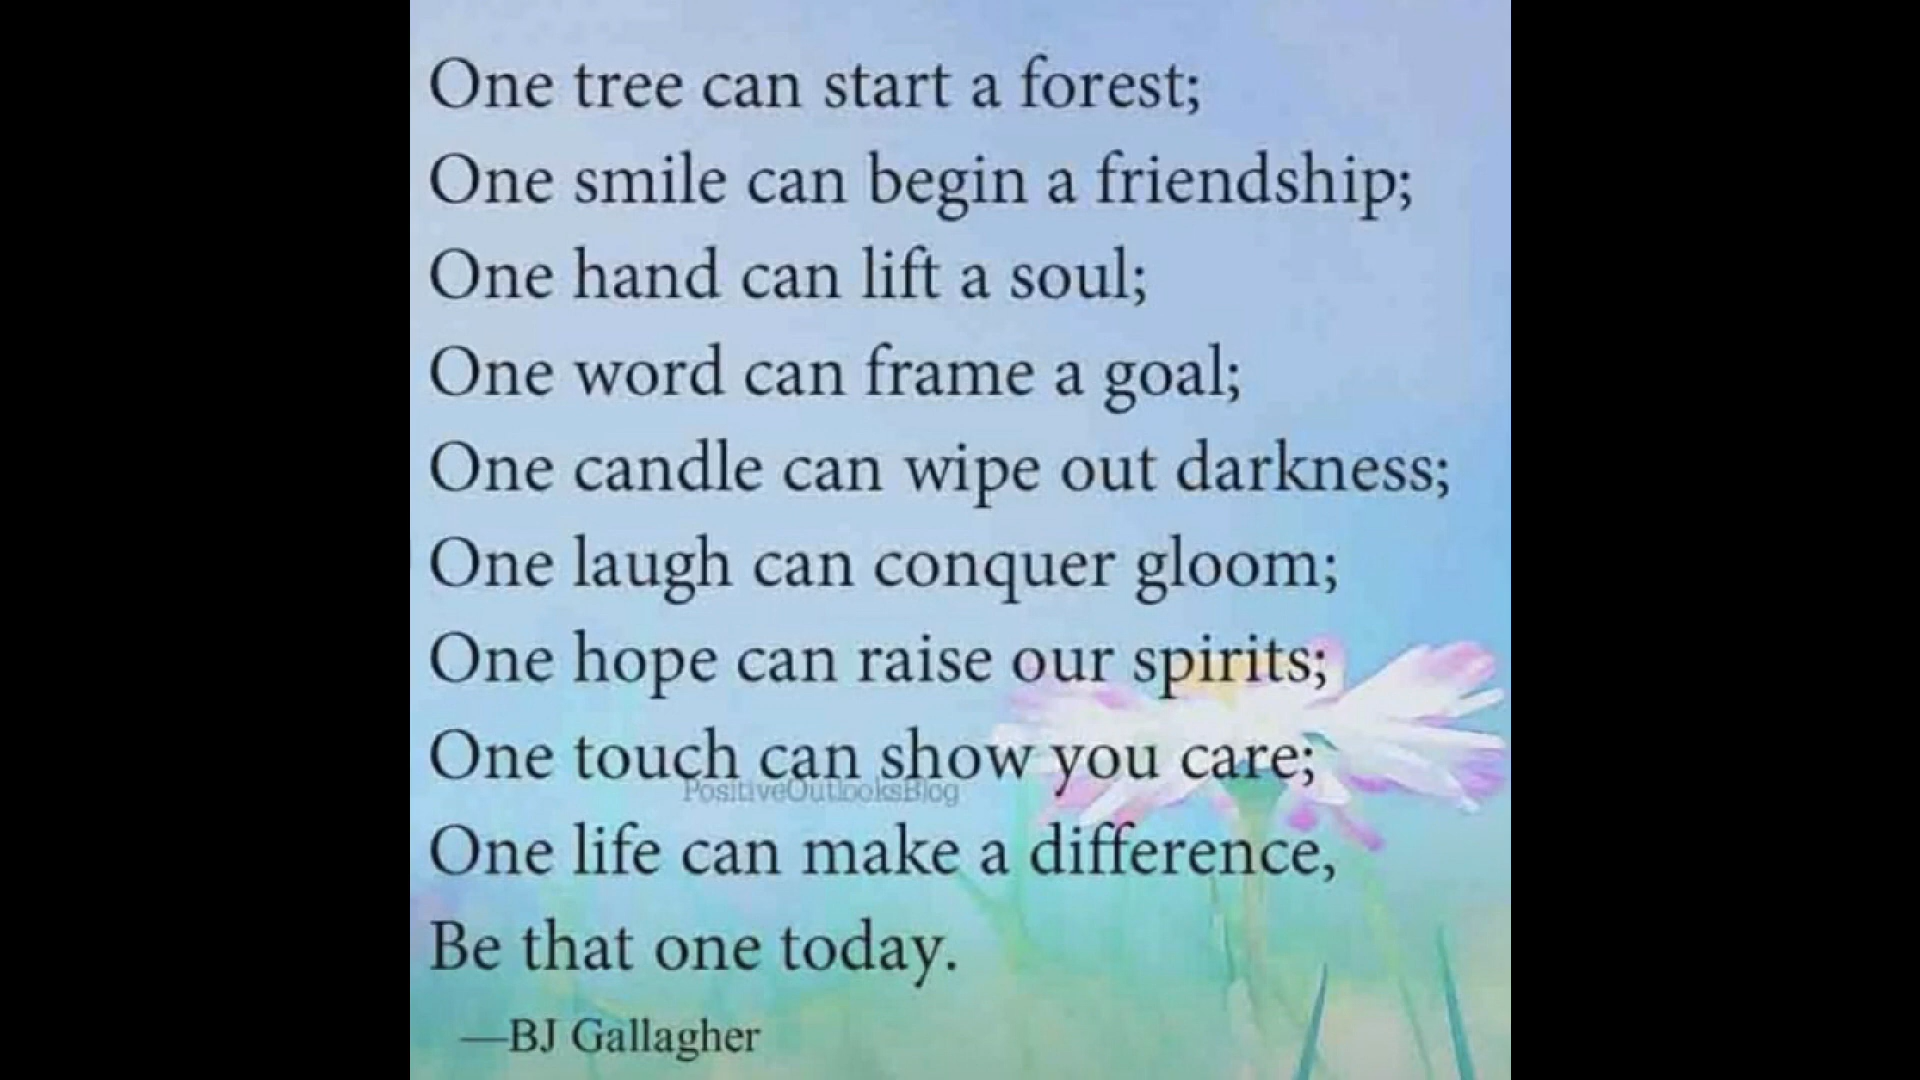 One tree can start a forest;
One smile can begin a friendship;
One hand can lift a soul;
One word can frame a goal;
One candle can wipe out darkness;
One laugh can conquer gloom;
One hope can raise our spirits;
One touch can show you care;
PositiveOutlooksBlog
One life can make a difference,
Be that one today.
—BJ Gallagher